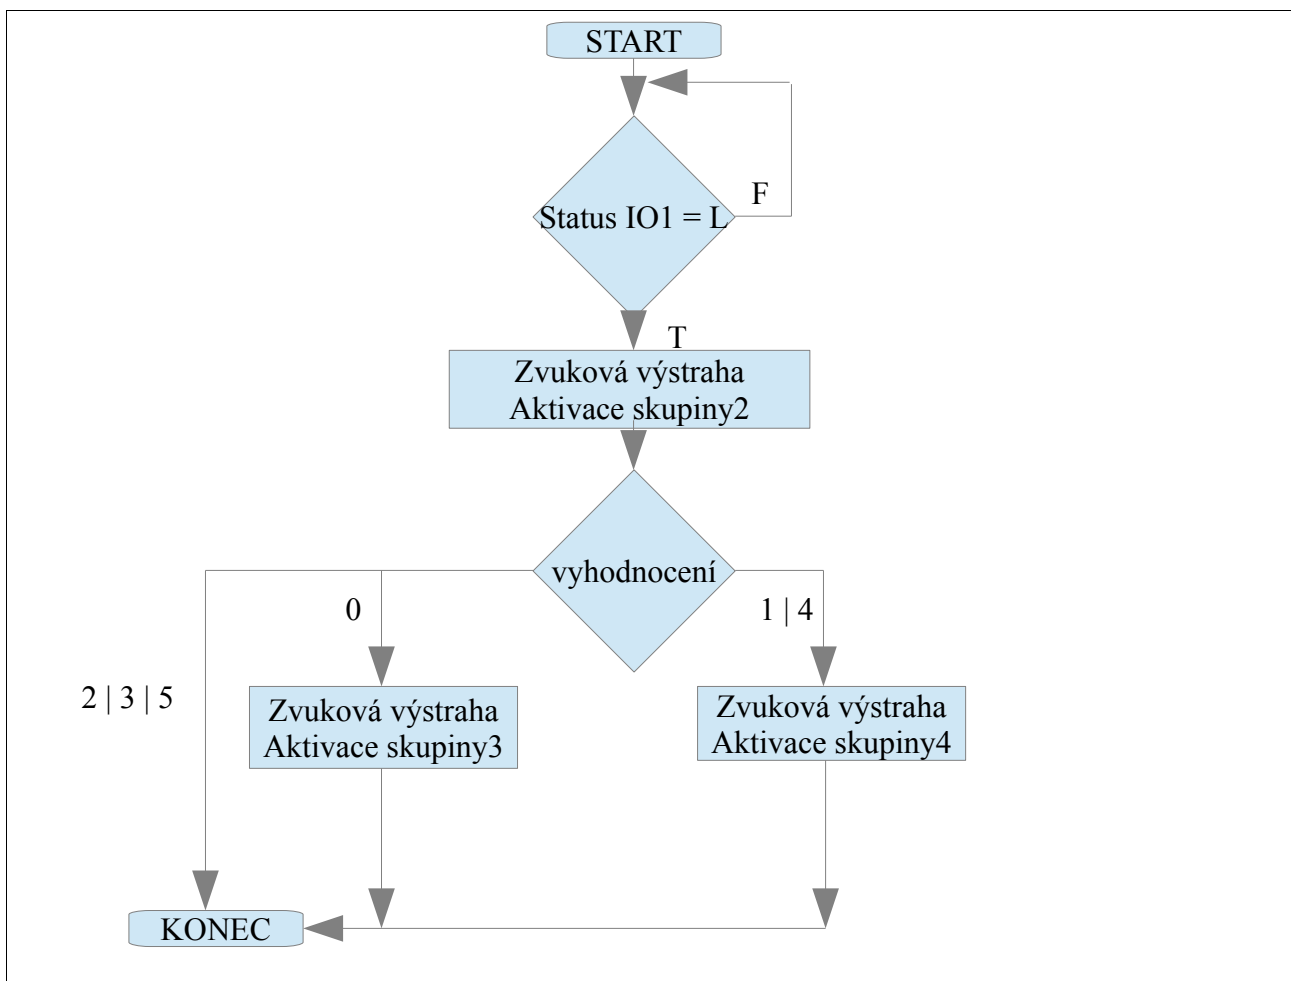 START
F
Status IO1 = L
T
Zvuková výstraha
Aktivace skupiny2
vyhodnocení
0
1 | 4
2 | 3 | 5
Zvuková výstraha
Aktivace skupiny3
Zvuková výstraha
Aktivace skupiny4
KONEC